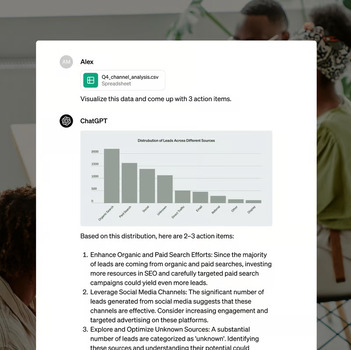 Alex
Q4_channel_analysis.csv
Spreadsheet
Visualize this data and come up with 3 action items.
ChatGPT
Distrobution of Leads Across Different Sources
Based on this distribution, here are 2–3 action items:
1. Enhance Organic and Paid Search Efforts: Since the majority
of leads are coming from organic and paid searches, investing
more resources in SEO and carefully targeted paid search
campaigns could yield even more leads.
2. Leverage Social Media Channels: The significant number of
leads generated from social media suggests that these
channels are effective. Consider increasing engagement and
targeted advertising on these platforms.
3. Explore and Optimize Unknown Sources: A substantial
number of leads are categorized as 'unknown'. Identifying
these sources and understanding their potential could